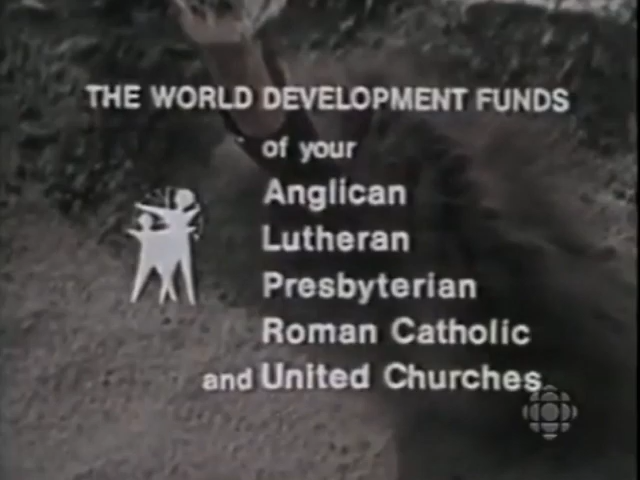 THE WORLD DEVELOPMENT FUNDS
of your
Anglican
Lutheran
Presbyterian
Roman Catholic
and United Churches